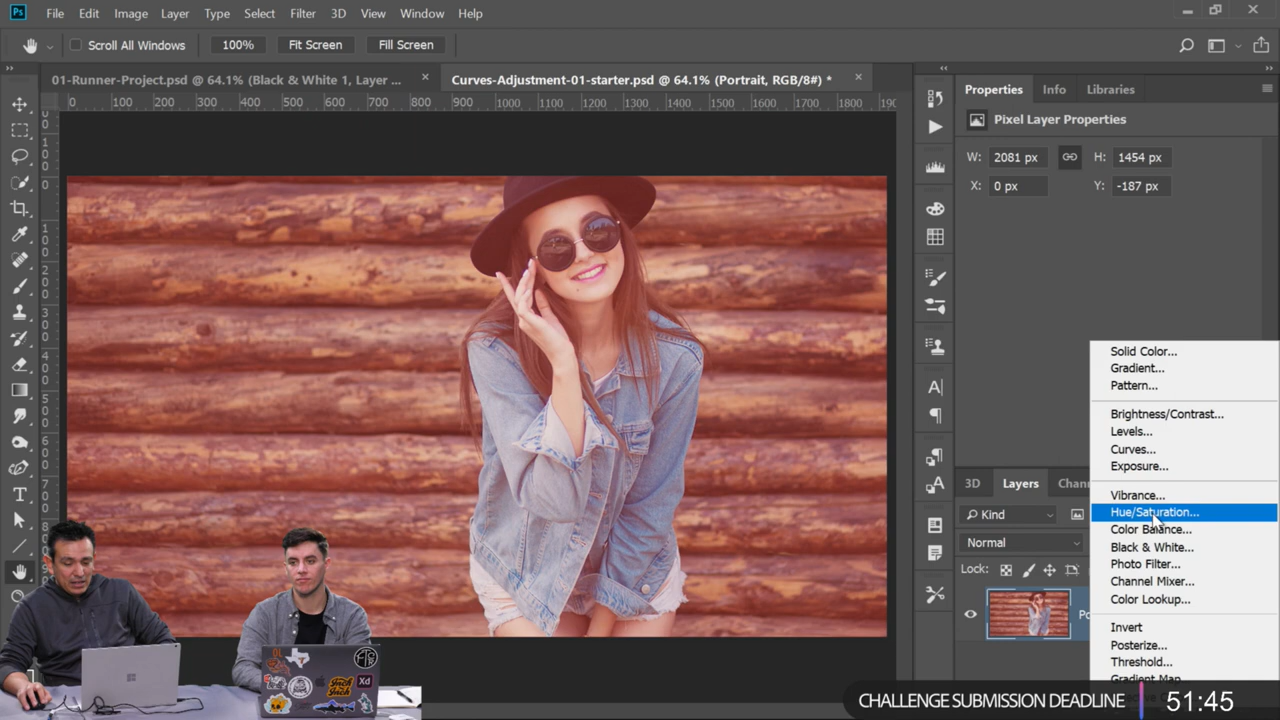 Ps File Edit Image Layer Type Select Filter 3D View Window Help
Scroll All Windows 100% Fit Screen Fill Screen
01-Runner-Project.psd @ 64.1% (Black & White 1, Layer ...
Curves-Adjustment-01-starter.psd @ 64.1% (Portrait, RGB/8#) *
0 100 200 300 400 500 600 700 800 900 1000 1100 1200 1300 1400 1500 1600 1700 1800
Properties Info Libraries
Pixel Layer Properties
W: 2081 px H: 1454 px
X: 0 px Y: -187 px
Solid Color...
Gradient...
Pattern...
Brightness/Contrast...
Levels...
Curves...
Exposure...
3D Layers Chann
Vibrance...
Kind
Hue/Saturation...
Color Balance...
Normal
Black & White...
Lock:
Photo Filter...
Channel Mixer...
Color Lookup...
Po
Invert
Posterize...
Threshold...
Gradient Map...
Xd
CHALLENGE SUBMISSION DEADLINE 51:45